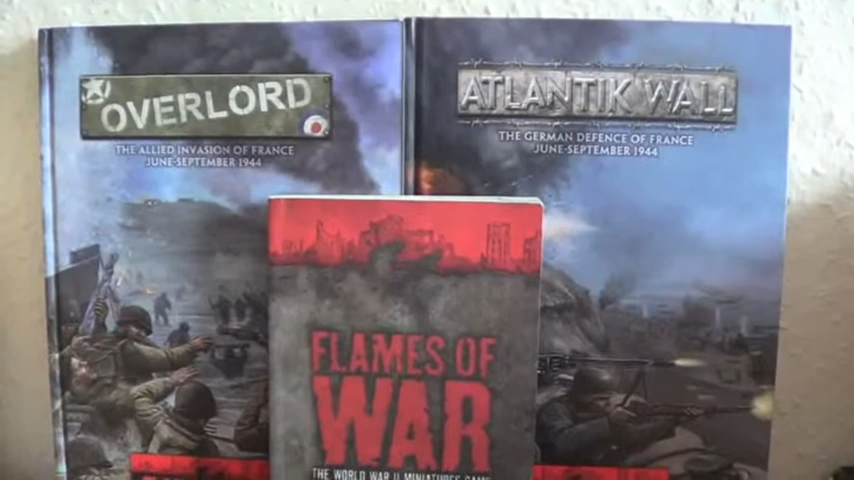 OVERLORD
THE ALLIED INVASION OF FRANCE
JUNE-SEPTEMBER 1944
ATLANTIK WALL
THE GERMAN DEFENCE OF FRANCE
JUNE-SEPTEMBER 1944
FLAMES OF
WAR
THE WORLD WAR II MINIATURES GAME